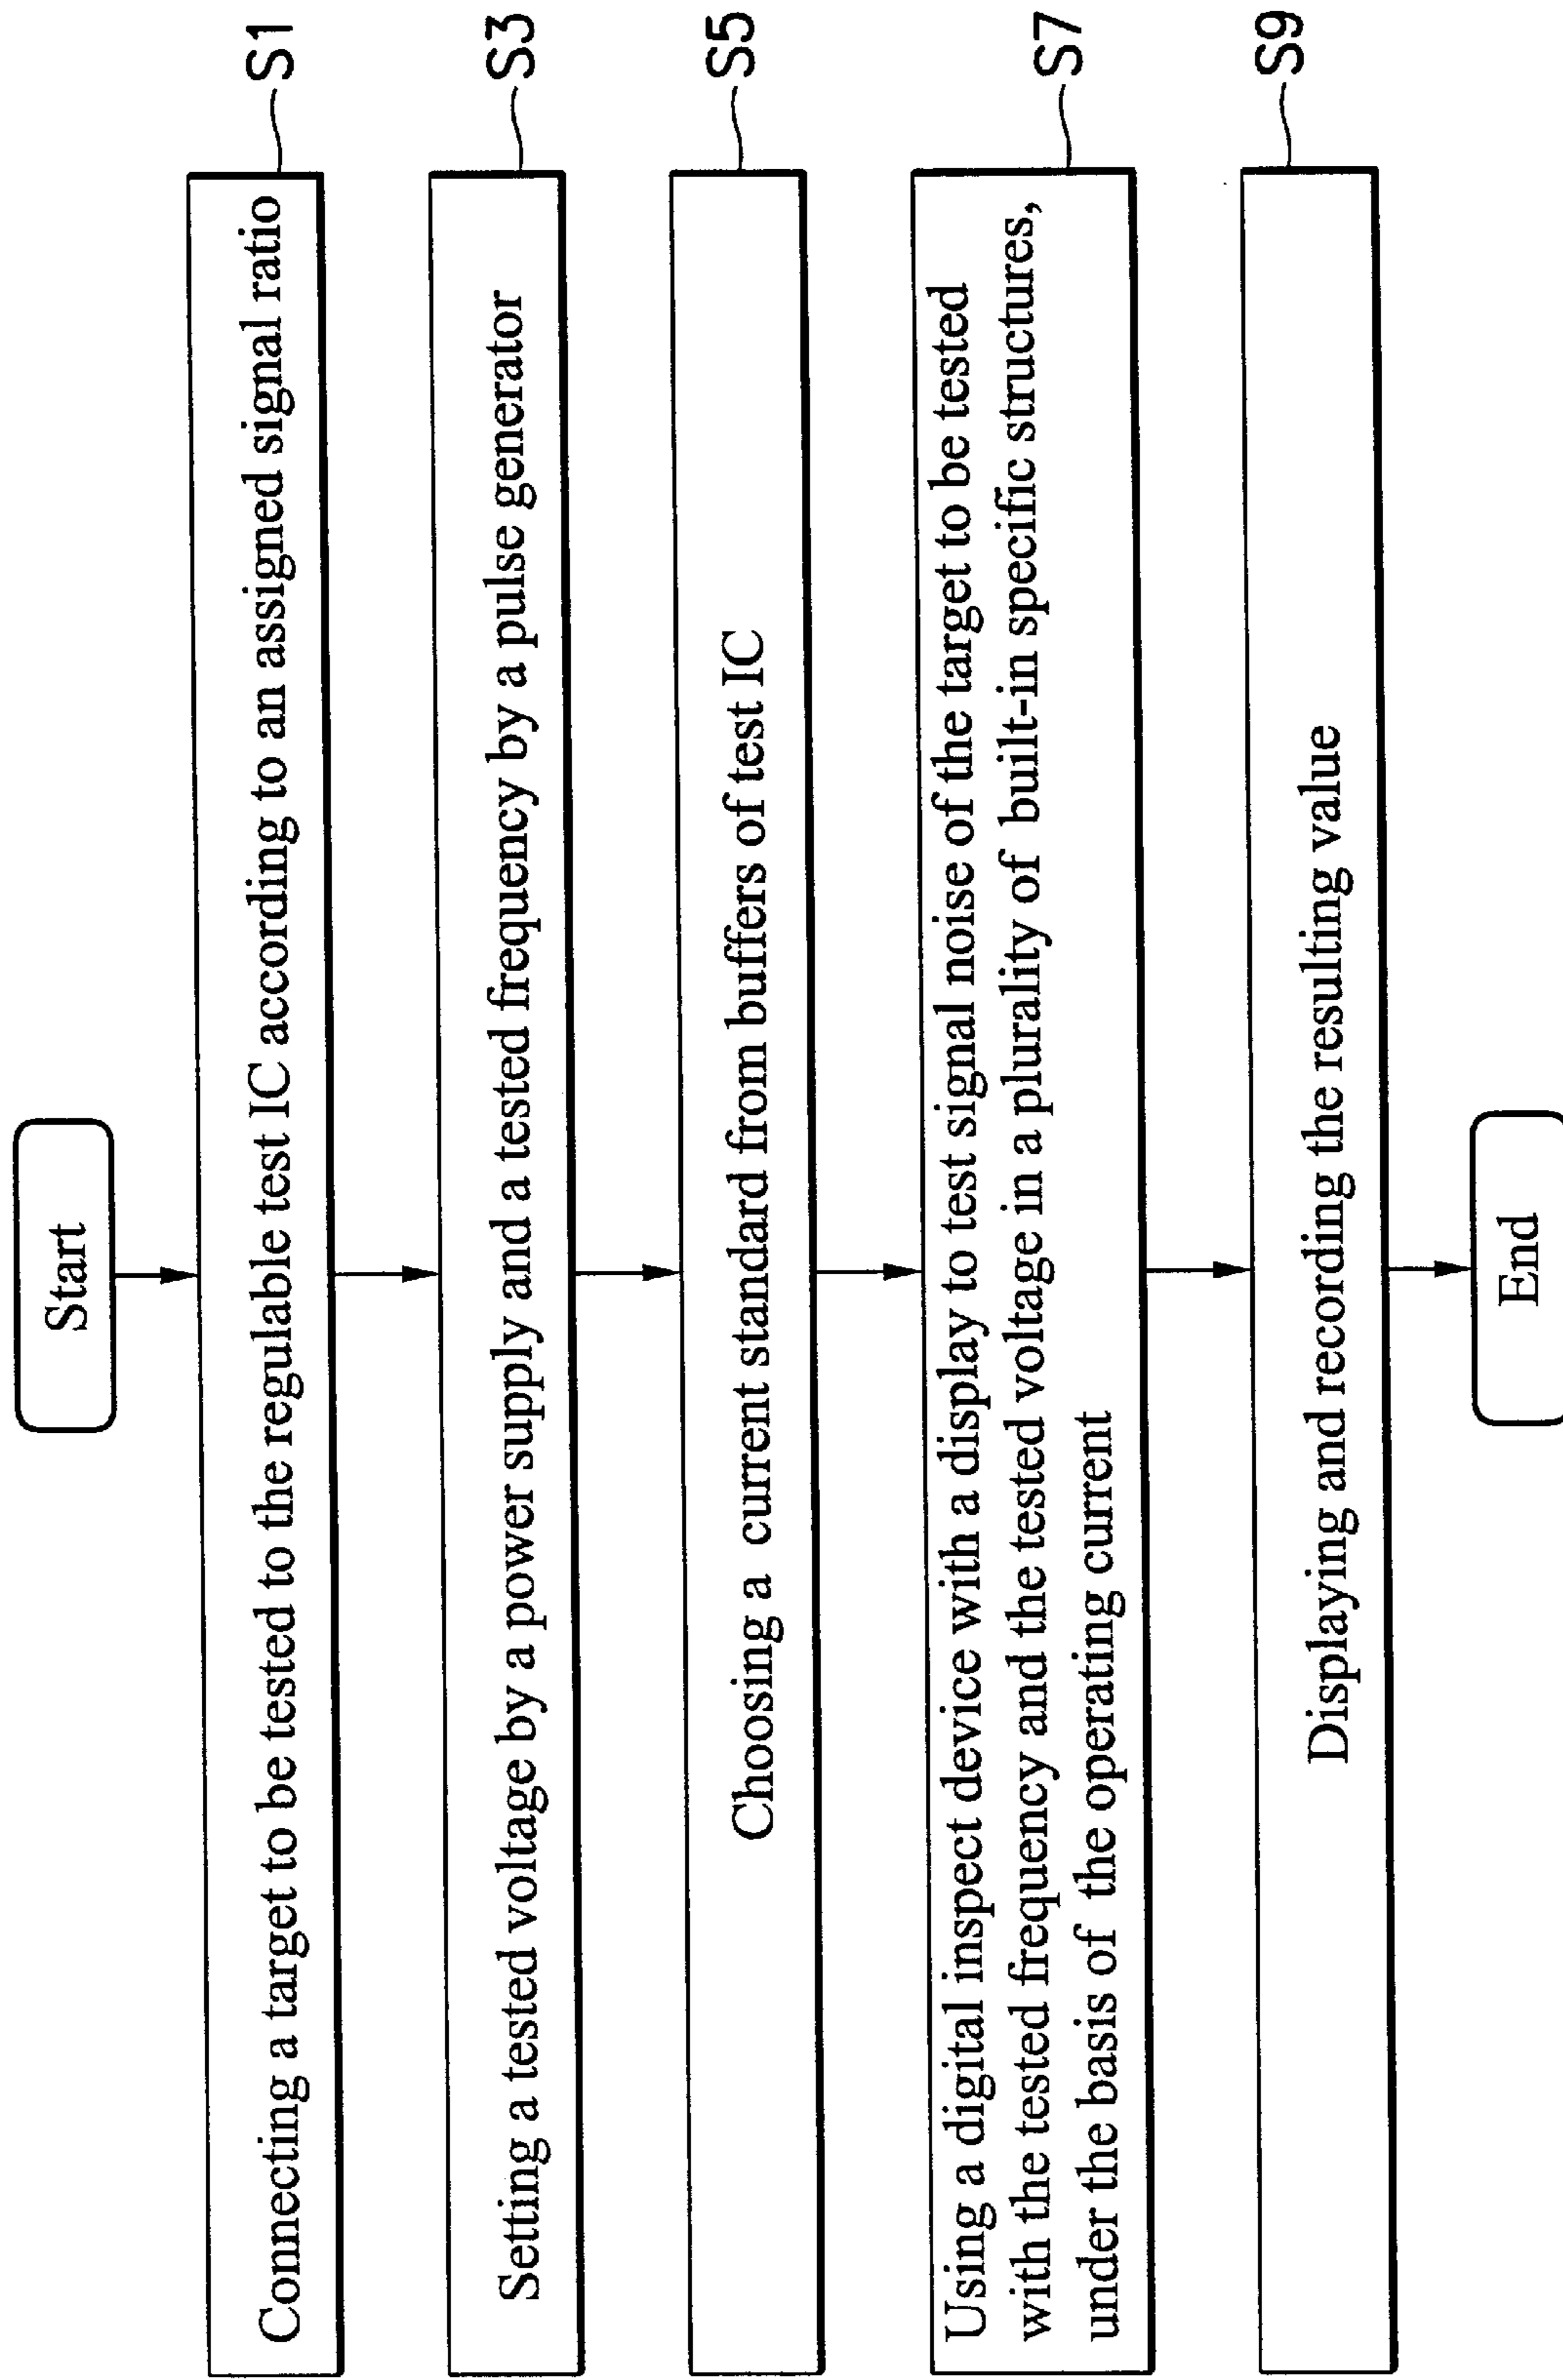 Start
Connecting a target to be tested to the regulable test IC according to an assigned signal ratio
S1
Setting a tested voltage by a power supply and a tested frequency by a pulse generator
S3
Choosing a current standard from buffers of test IC
S5
Using a digital inspect device with a display to test signal noise of the target to be tested
with the tested frequency and the tested voltage in a plurality of built-in specific structures,
under the basis of the operating current
S7
Displaying and recording the resulting value
S9
End